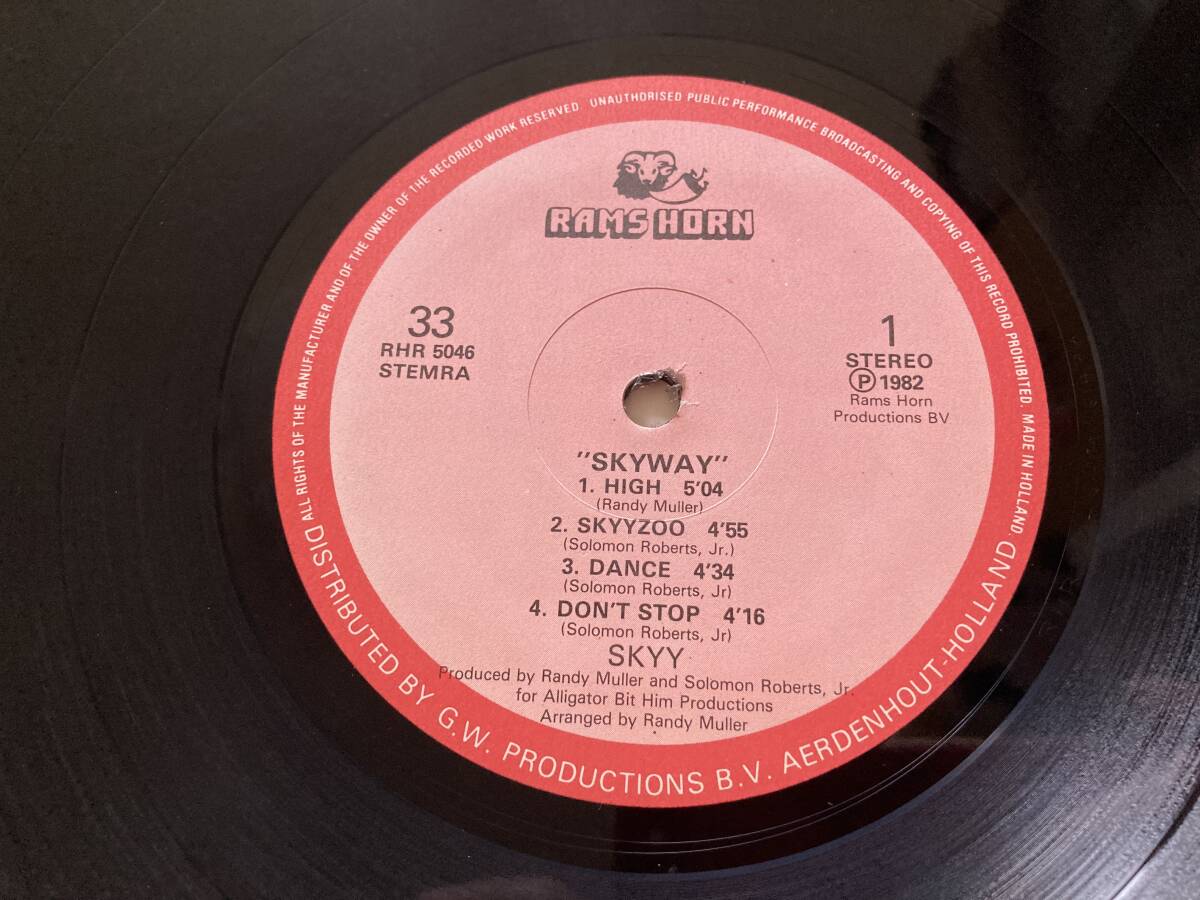 ALL RIGHTS OF THE MANUFACTURER AND OF THE OWNER OF THE RECORDED WORK RESERVED. UNAUTHORISED PUBLIC PERFORMANCE BROADCASTING AND COPYING OF THIS RECORD PROHIBITED. MADE IN HOLLAND.
RAMS HORN
33
RHR 5046
STEMRA
1
STEREO
Ⓟ 1982
Rams Horn
Productions BV
"SKYWAY"
1. HIGH 5'04
(Randy Muller)
2. SKYYZOO 4'55
(Solomon Roberts, Jr.)
3. DANCE 4'34
(Solomon Roberts, Jr)
4. DON'T STOP 4'16
(Solomon Roberts, Jr)
SKYY
Produced by Randy Muller and Solomon Roberts, Jr.
for Alligator Bit Him Productions
Arranged by Randy Muller
DISTRIBUTED BY G.W. PRODUCTIONS B.V. AERDENHOUT-HOLLAND